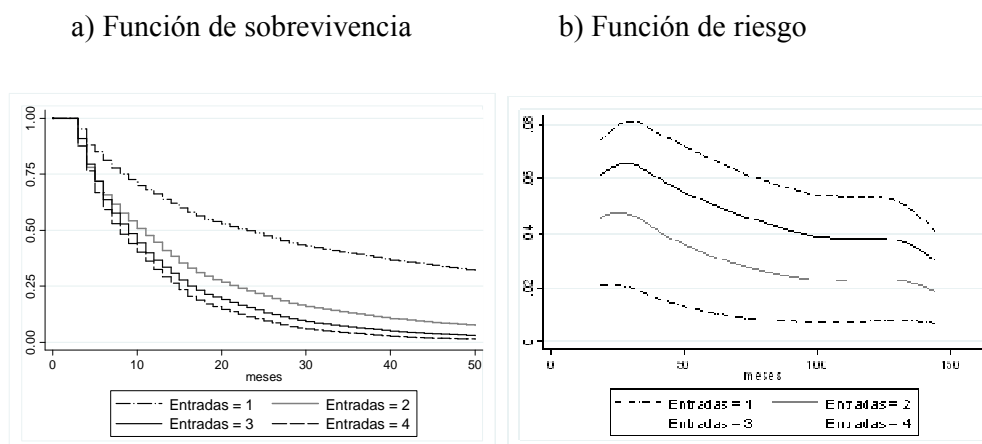 a) Función de sobrevivencia
b) Función de riesgo
1.00
0.75
0.50
0.25
0.00
0 10 20 30 40 50
meses
Entradas = 1 Entradas = 2
Entradas = 3 Entradas = 4
.08
.06
.04
.02
0
0 50 100 150
meses
Entradas = 1 Entradas = 2
Entradas = 3 Entradas = 4